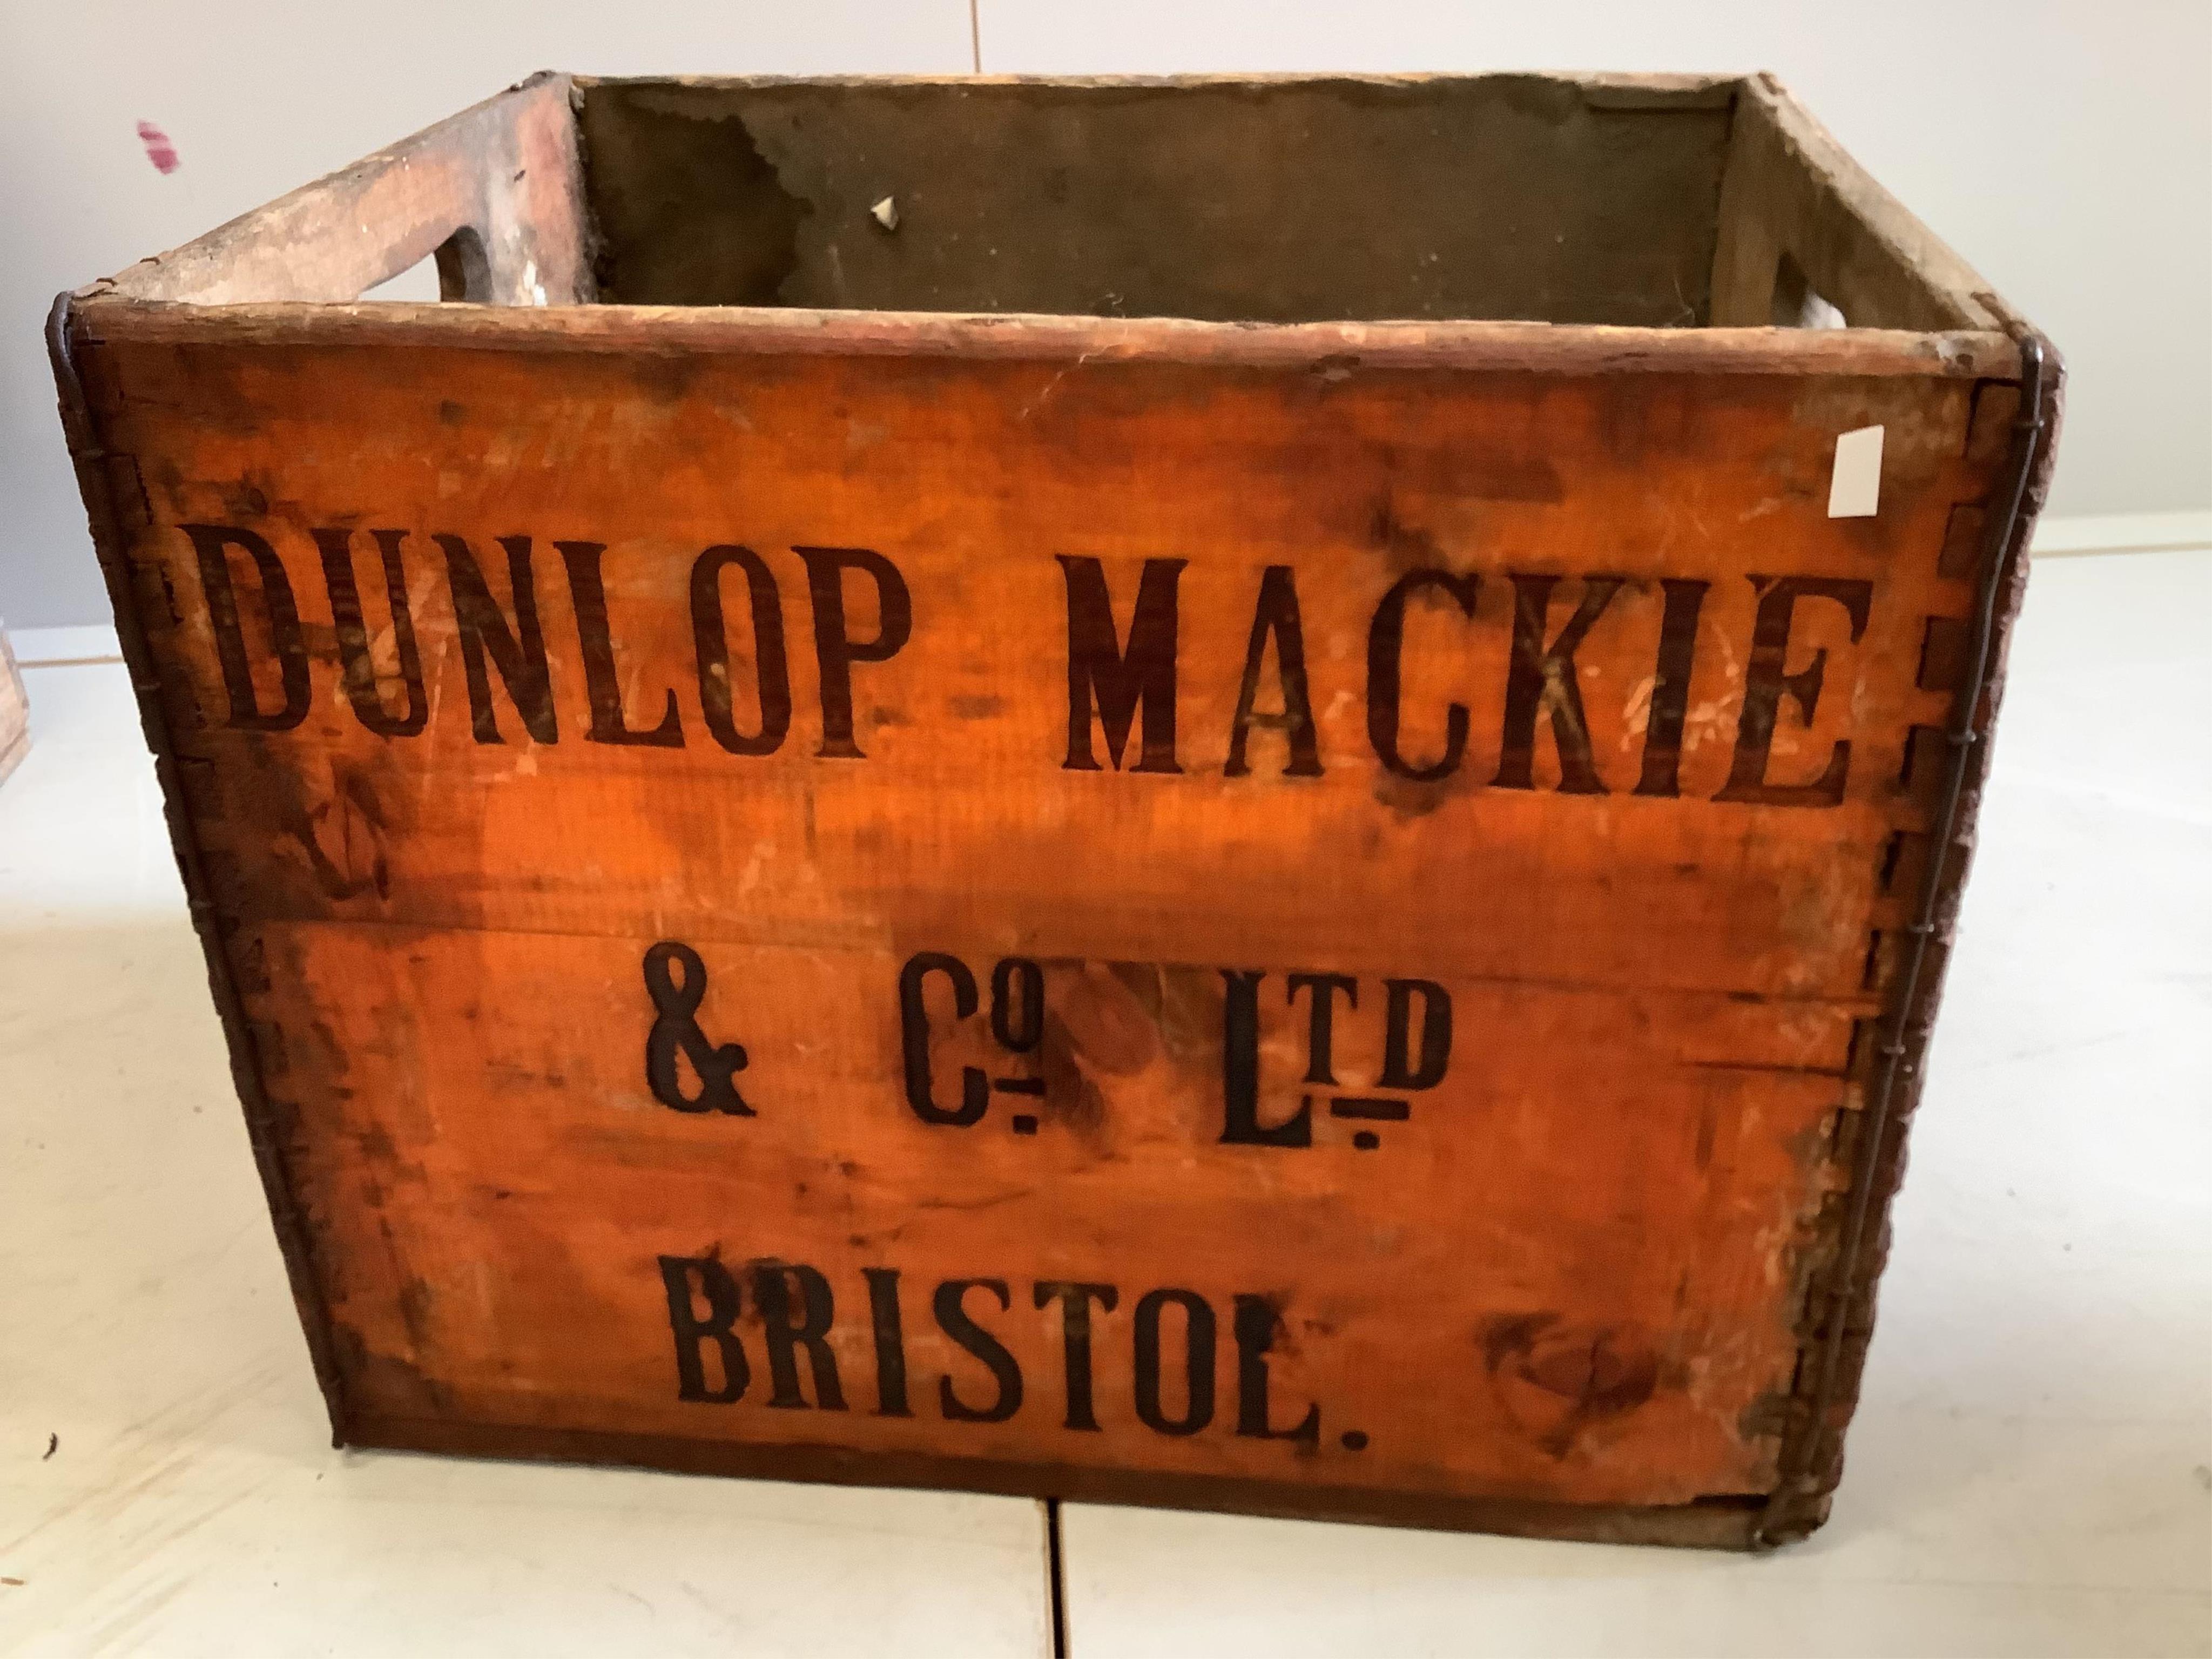 DUNLOP MACKIE
& Co. LTD.
BRISTOL.